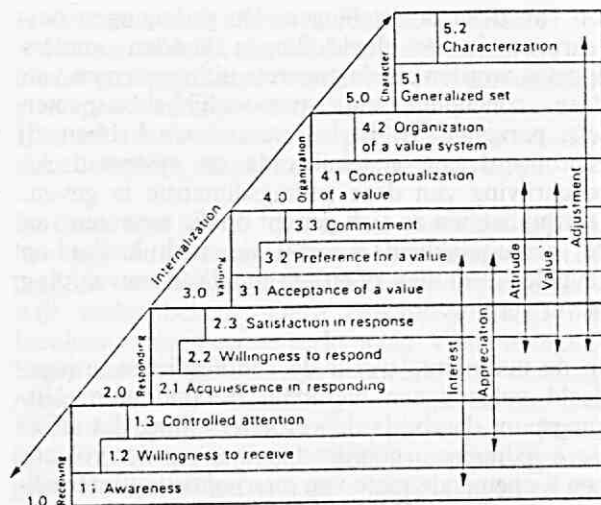 5.2
Characterization
5.1
Generalized set
5.0
Character
4.2 Organization
of a value system
4.1 Conceptualization
of a value
4.0
Organization
3.3 Commitment
3.2 Preference for a value
3.1 Acceptance of a value
3.0
Valuing
2.3 Satisfaction in response
2.2 Willingness to respond
2.1 Acquiescence in responding
2.0
Responding
1.3 Controlled attention
1.2 Willingness to receive
1.1 Awareness
1.0
Receiving
Internalization
Interest
Appreciation
Attitude
Value
Adjustment